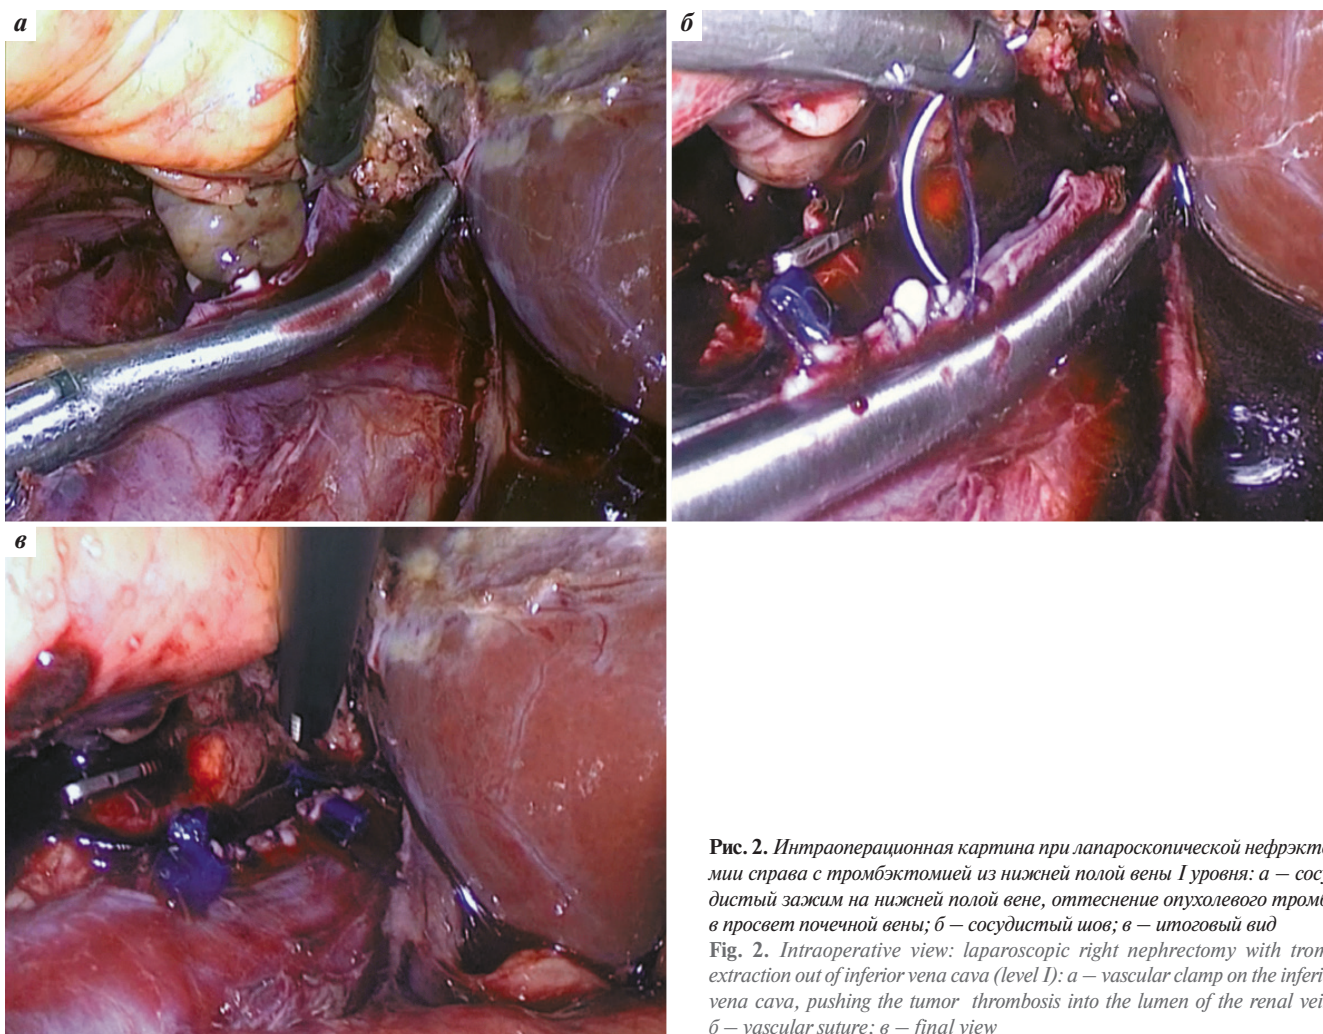 а
б
в
Рис. 2. Интраоперационная картина при лапароскопической нефрэкто
мии справа с тромбэктомией из нижней полой вены I уровня: а – сосу
дистый зажим на нижней полой вене, оттеснение опухолевого тромб
в просвет почечной вены; б – сосудистый шов; в – итоговый вид
Fig. 2. Intraoperative view: laparoscopic right nephrectomy with trom
extraction out of inferior vena cava (level I): а – vascular clamp on the inferi
vena cava, pushing the tumor thrombosis into the lumen of the renal vei
б – vascular suture; в – final view